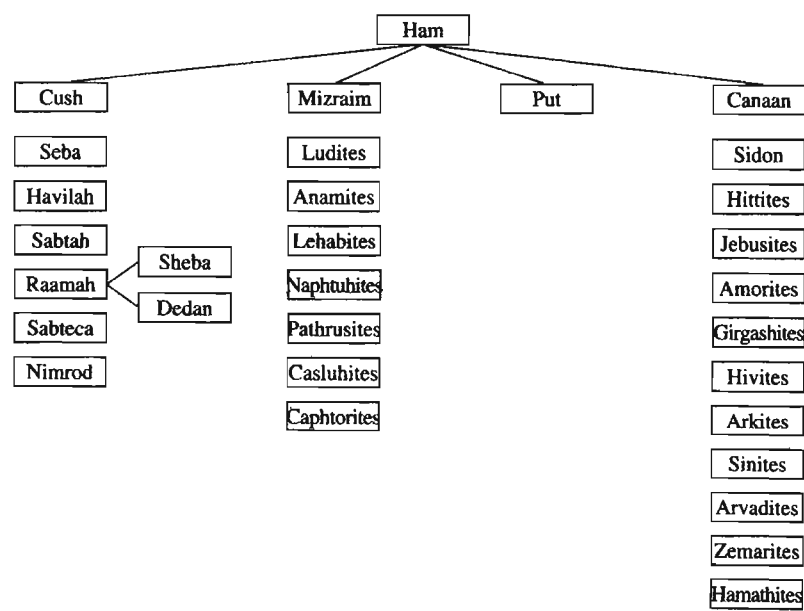 Ham
Cush
Mizraim
Put
Canaan
Seba
Havilah
Sabtah
Raamah
Sheba
Dedan
Sabteca
Nimrod
Ludites
Anamites
Lehabites
Naphtuhites
Pathrusites
Casluhites
Caphtorites
Sidon
Hittites
Jebusites
Amorites
Girgashites
Hivites
Arkites
Sinites
Arvadites
Zemarites
Hamathites